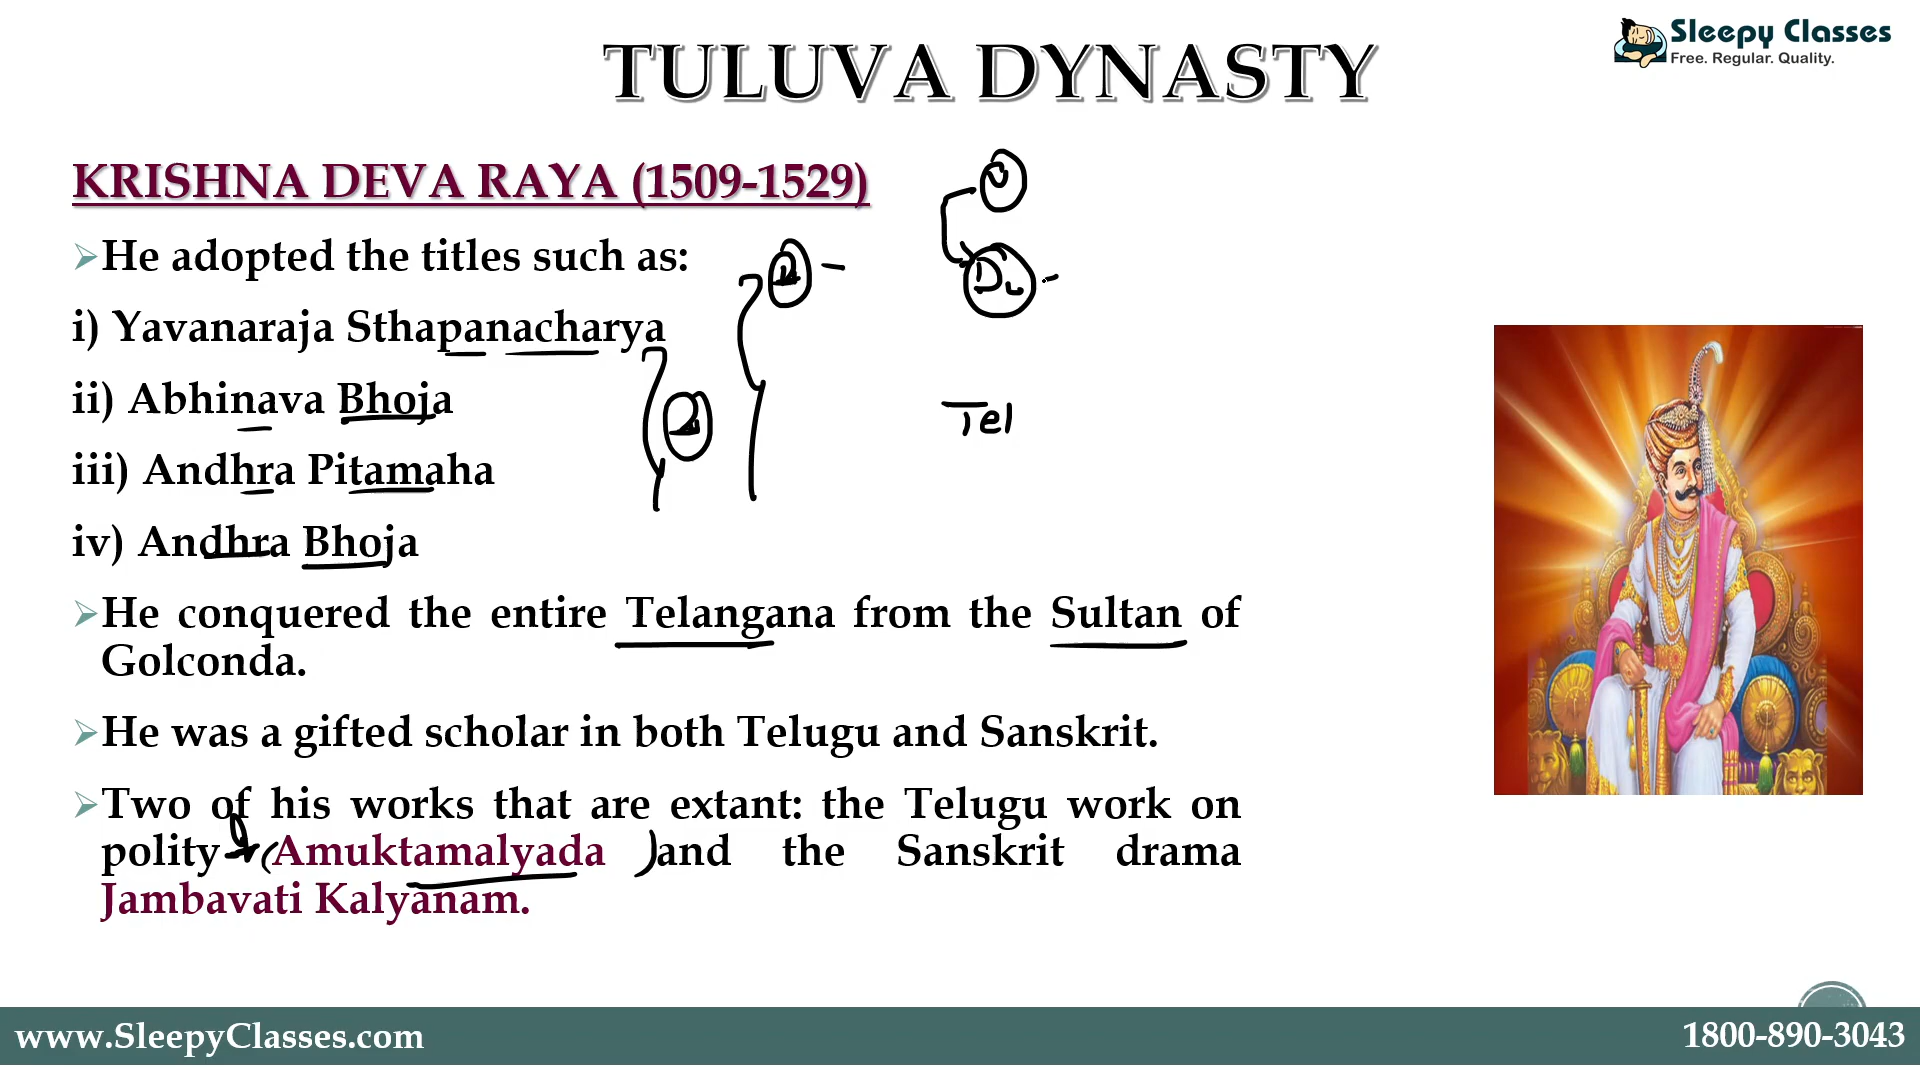 Sleepy Classes
Free. Regular. Quality.
TULUVA DYNASTY
KRISHNA DEVA RAYA (1509-1529)
➢He adopted the titles such as:
i) Yavanaraja Sthapanacharya
ii) Abhinava Bhoja
Tel
iii) Andhra Pitamaha
iv) Andhra Bhoja
➢He conquered the entire Telangana from the Sultan of
Golconda.
➢He was a gifted scholar in both Telugu and Sanskrit.
➢Two of his works that are extant: the Telugu work on
polity (Amuktamalyada ) and the Sanskrit drama
Jambavati Kalyanam.
www.SleepyClasses.com
1800-890-3043